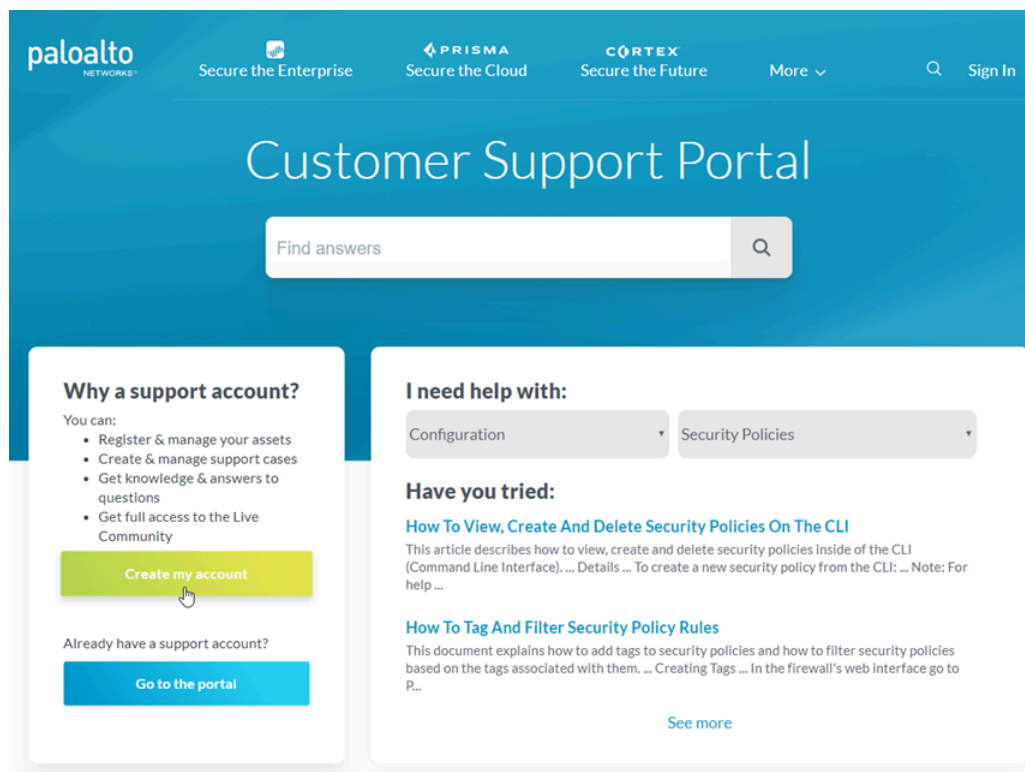 paloalto
NETWORKS
Secure the Enterprise
PRISMA
Secure the Cloud
CORTEX
Secure the Future
More
Sign In
Customer Support Portal
Find answers
Why a support account?
You can:
• Register & manage your assets
• Create & manage support cases
• Get knowledge & answers to
questions
• Get full access to the Live
Community
Create my account
Already have a support account?
Go to the portal
I need help with:
Configuration
Security Policies
Have you tried:
How To View, Create And Delete Security Policies On The CLI
This article describes how to view, create and delete security policies inside of the CLI
(Command Line Interface). ... Details ... To create a new security policy from the CLI: ... Note: For
help ...
How To Tag And Filter Security Policy Rules
This document explains how to add tags to security policies and how to filter security policies
based on the tags associated with them. ... Creating Tags ... In the firewall's web interface go to
P...
See more